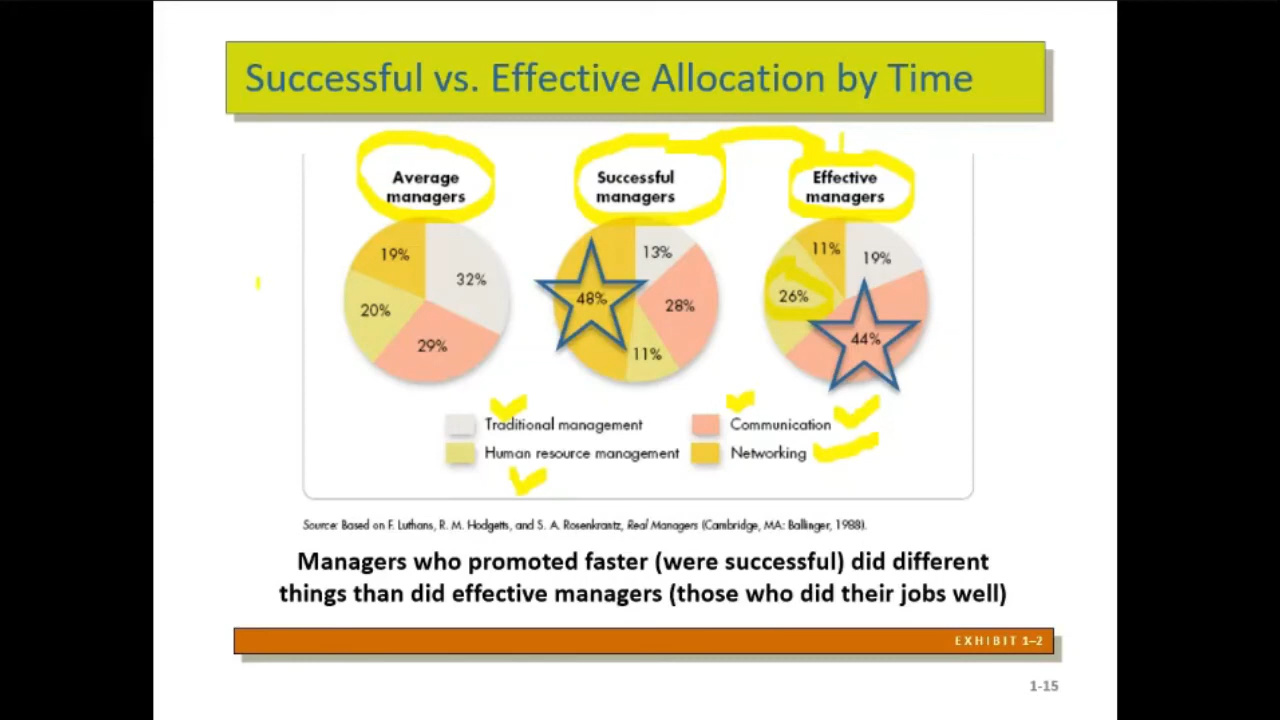 Successful vs. Effective Allocation by Time
Average
managers
Successful
managers
Effective
managers
19%
32%
20%
29%
13%
48%
28%
11%
11%
19%
26%
44%
Traditional management
Communication
Human resource management
Networking
Source: Based on F. Luthans, R. M. Hodgetts, and S. A. Rosenkrantz, Real Managers (Cambridge, MA: Ballinger, 1988).
Managers who promoted faster (were successful) did different
things than did effective managers (those who did their jobs well)
EXHIBIT 1–2
1-15